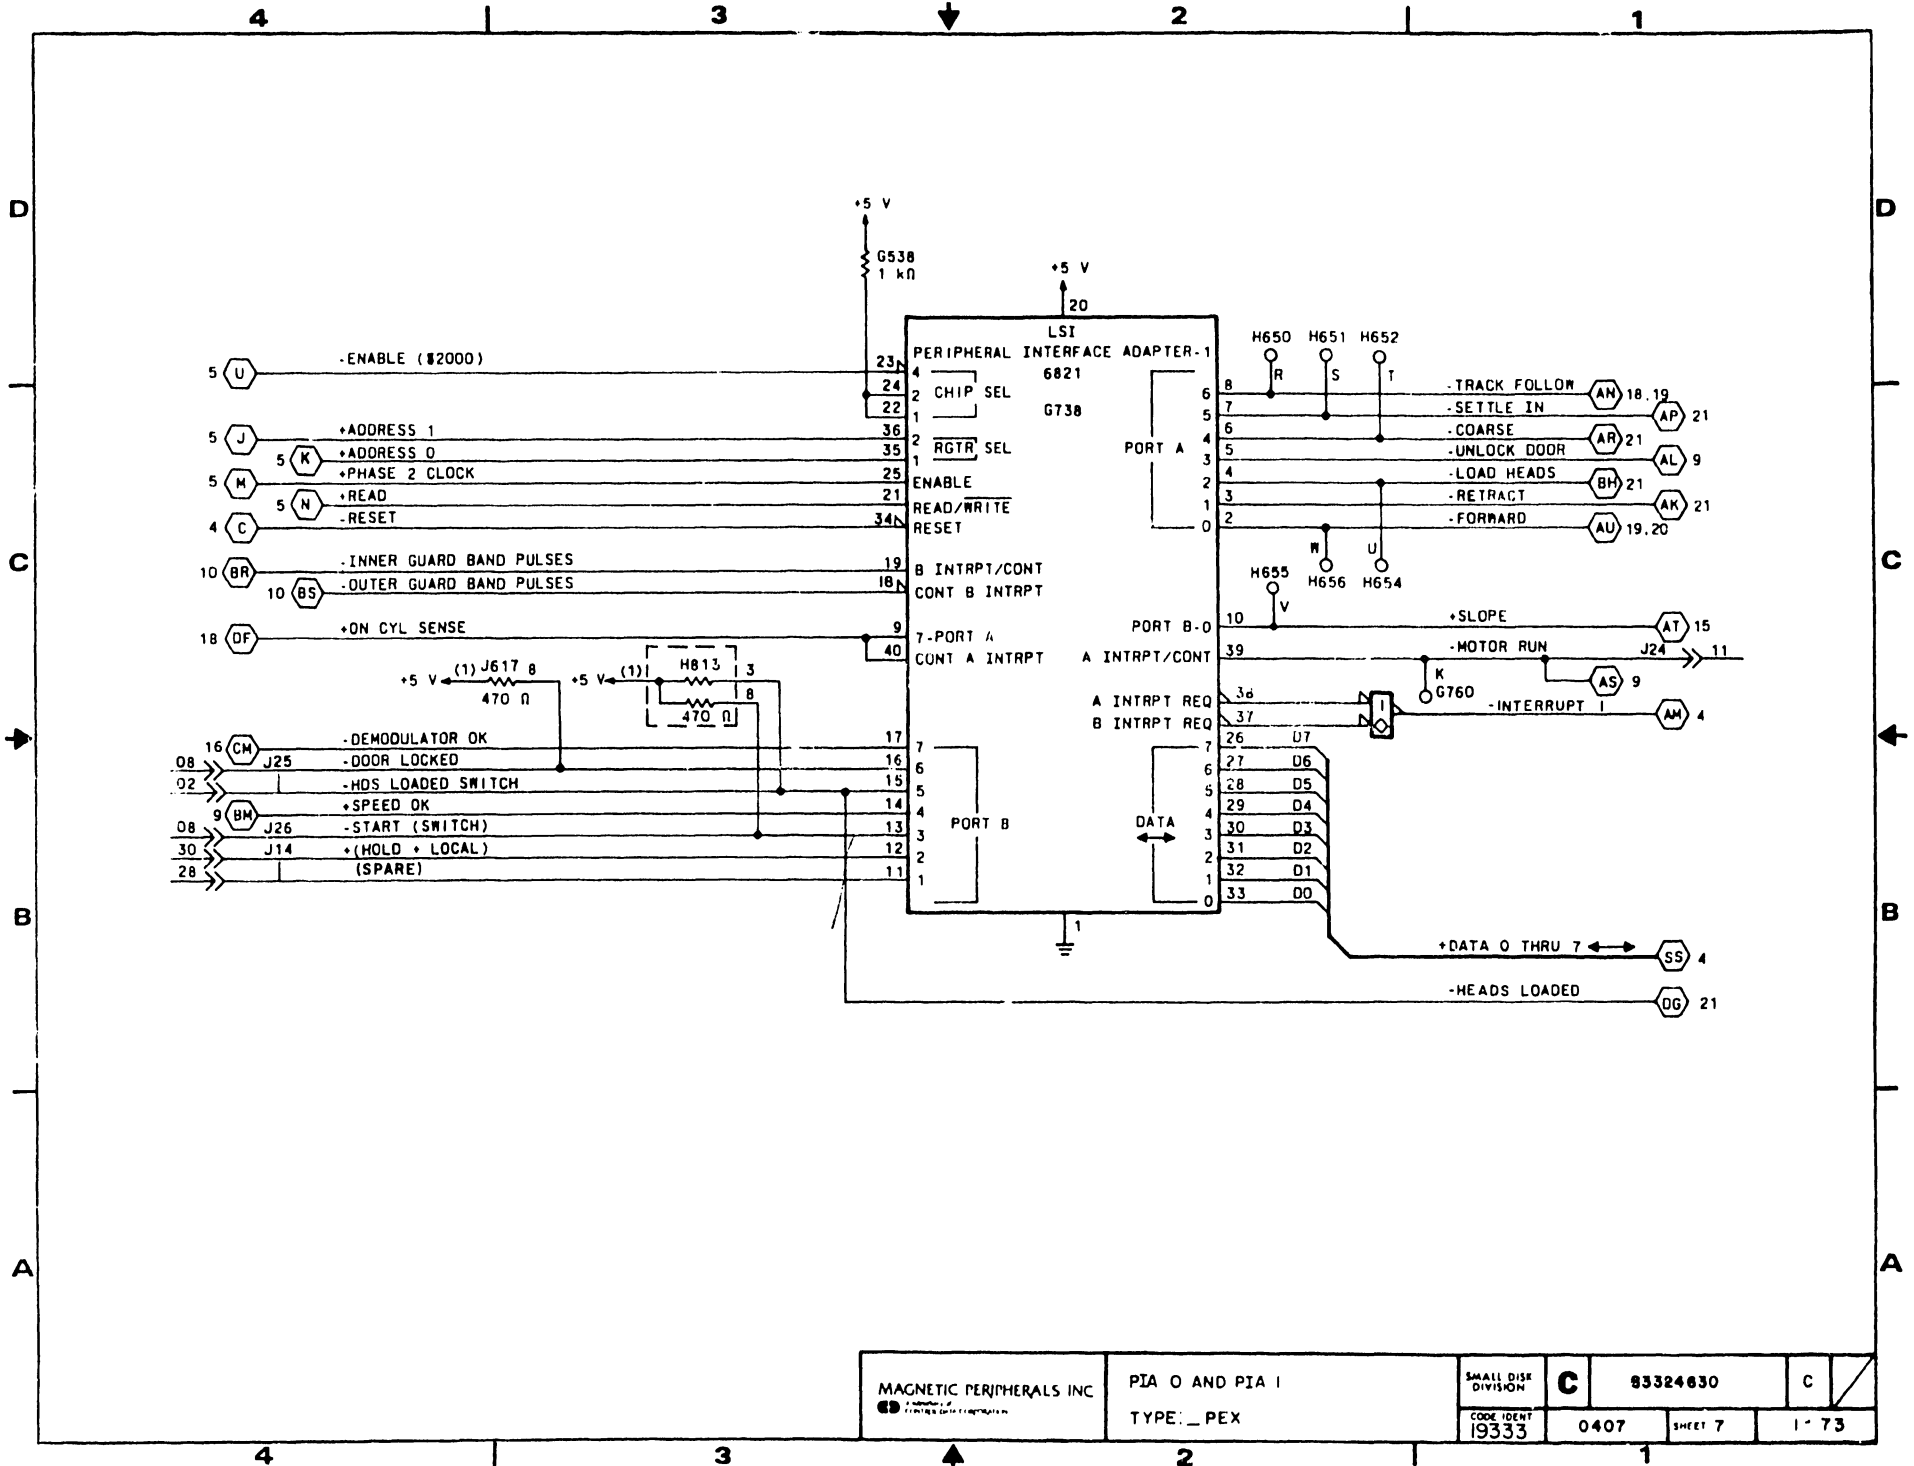 4 3 2 1
D D
+5 V
G538
1 kΩ
+5 V
20
LSI
PERIPHERAL INTERFACE ADAPTER-1
6821
G738
5 U -ENABLE ($2000) 23 4
24 2 CHIP SEL
22 1
5 J +ADDRESS 1 36 2
5 K +ADDRESS 0 35 1 RGTR SEL
5 M +PHASE 2 CLOCK 25 ENABLE
5 N +READ 21 READ/WRITE
4 C -RESET 34 RESET
C C
10 BR -INNER GUARD BAND PULSES 19 B INTRPT/CONT
10 BS -OUTER GUARD BAND PULSES 18 CONT B INTRPT
18 DF +ON CYL SENSE 9 7-PORT A
40 CONT A INTRPT
+5 V (1) J617 8
470 Ω
+5 V (1) H813 3
8
470 Ω
16 CM -DEMODULATOR OK 17 7
08 J25 -DOOR LOCKED 16 6
02 -HDS LOADED SWITCH 15 5
9 BM +SPEED OK 14 4
08 J26 -START (SWITCH) 13 3
30 J14 +(HOLD + LOCAL) 12 2
28 (SPARE) 11 1
PORT B
H650 H651 H652
R S T
PORT A
6 8 -TRACK FOLLOW AN 18,19
5 7 -SETTLE IN AP 21
4 6 -COARSE AR 21
3 5 -UNLOCK DOOR AL 9
2 4 -LOAD HEADS BH 21
1 3 -RETRACT AK 21
0 2 -FORWARD AU 19,20
W U
H656 H654
H655
V
PORT B-0 10 +SLOPE AT 15
A INTRPT/CONT 39 -MOTOR RUN J24 11
K
G760
AS 9
A INTRPT REQ 38
B INTRPT REQ 37
1 -INTERRUPT 1 AM 4
DATA
7 26 D7
6 27 D6
5 28 D5
4 29 D4
3 30 D3
2 31 D2
1 32 D1
0 33 D0
1
B B
+DATA 0 THRU 7 SS 4
-HEADS LOADED DG 21
A A
MAGNETIC PERIPHERALS INC
PIA 0 AND PIA 1
TYPE:_PEX
SMALL DISK
DIVISION
C
83324630
C
CODE IDENT
19333
0407
SHEET 7
1-73
4 3 2 1